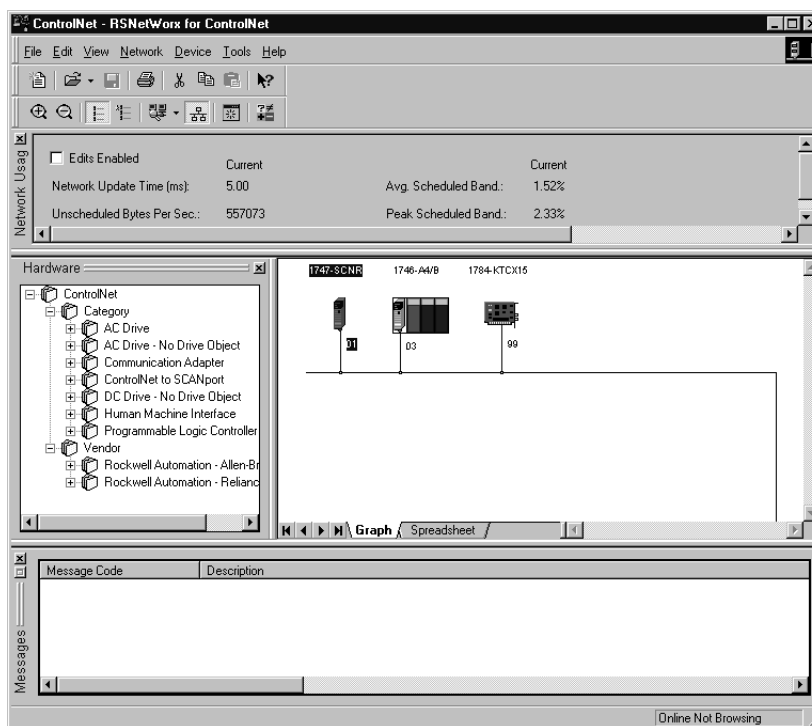 ControlNet - RSNetWorx for ControlNet
File Edit View Network Device Tools Help
Network Usag
Edits Enabled
Current Current
Network Update Time (ms): 5.00 Avg. Scheduled Band.: 1.52%
Unscheduled Bytes Per Sec.: 557073 Peak Scheduled Band.: 2.33%
Hardware
ControlNet
Category
AC Drive
AC Drive - No Drive Object
Communication Adapter
ControlNet to SCANport
DC Drive - No Drive Object
Human Machine Interface
Programmable Logic Controller
Vendor
Rockwell Automation - Allen-Br
Rockwell Automation - Relianc
1747-SCNR 1746-A4/B 1784-KTCX15
01 03 99
Graph Spreadsheet
Messages
Message Code Description
Online Not Browsing